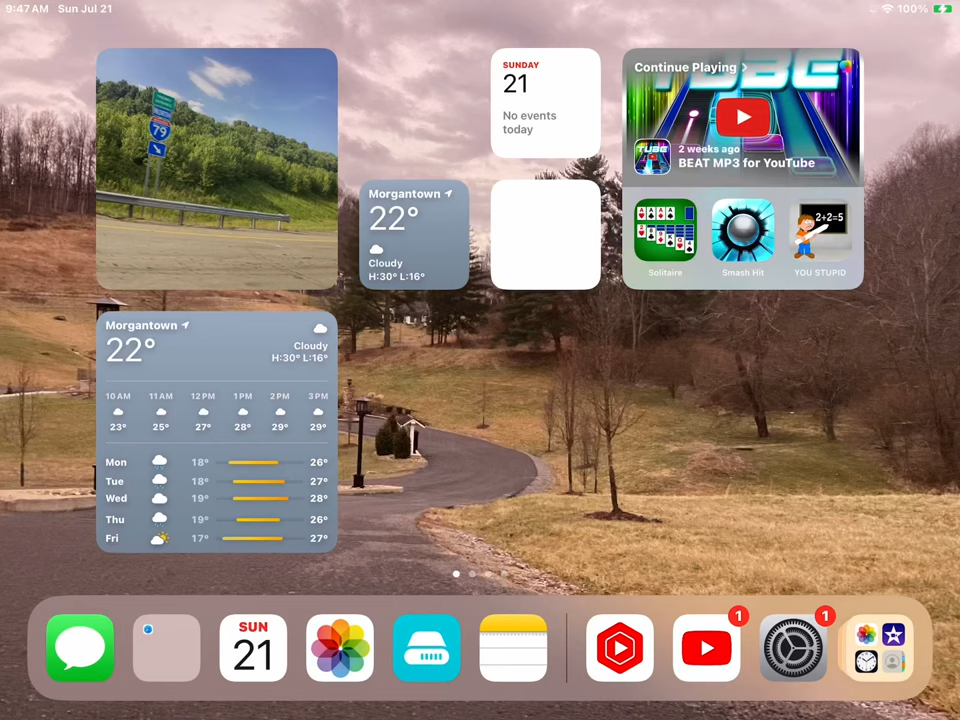 9:47 AM Sun Jul 21
100%
79
SUNDAY
21
No events
today
Morgantown
22°
Cloudy
H:30° L:16°
Continue Playing
TUBE
TUBE
2 weeks ago
BEAT MP3 for YouTube
2+2=5
Solitaire
Smash Hit
YOU STUPID
Morgantown
22°
Cloudy
H:30° L:16°
10 AM 11 AM 12 PM 1 PM 2 PM 3 PM
23° 25° 27° 28° 29° 29°
Mon 18° 26°
Tue 18° 27°
Wed 19° 28°
Thu 19° 26°
Fri 17° 27°
SUN
21
1
1